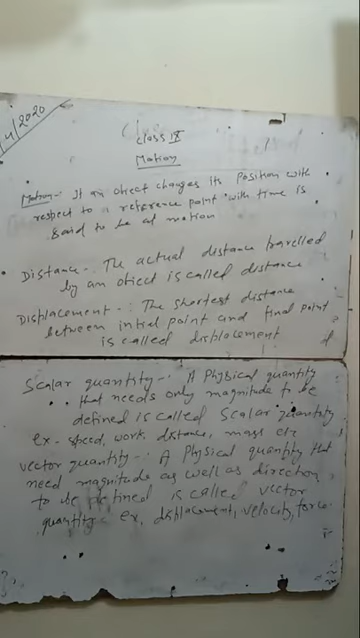 4/2020
Class IX
Motion
Motion - If an object changes its position with
respect to a reference point with time is
said to be at motion
Distance - The actual distance travelled
by an object is called distance
Displacement - : The shortest distance
between intial point and final point
is called displacement
Scalar quantity - : A Physical quantity
that needs only magnitude to be
defined is called Scalar quantity
ex - speed, work, distance, mass etc
vector quantity - : A Physical quantity that
need magnitude as well as direction
to be defined is called vector
quantity ex, displacement, velocity, force